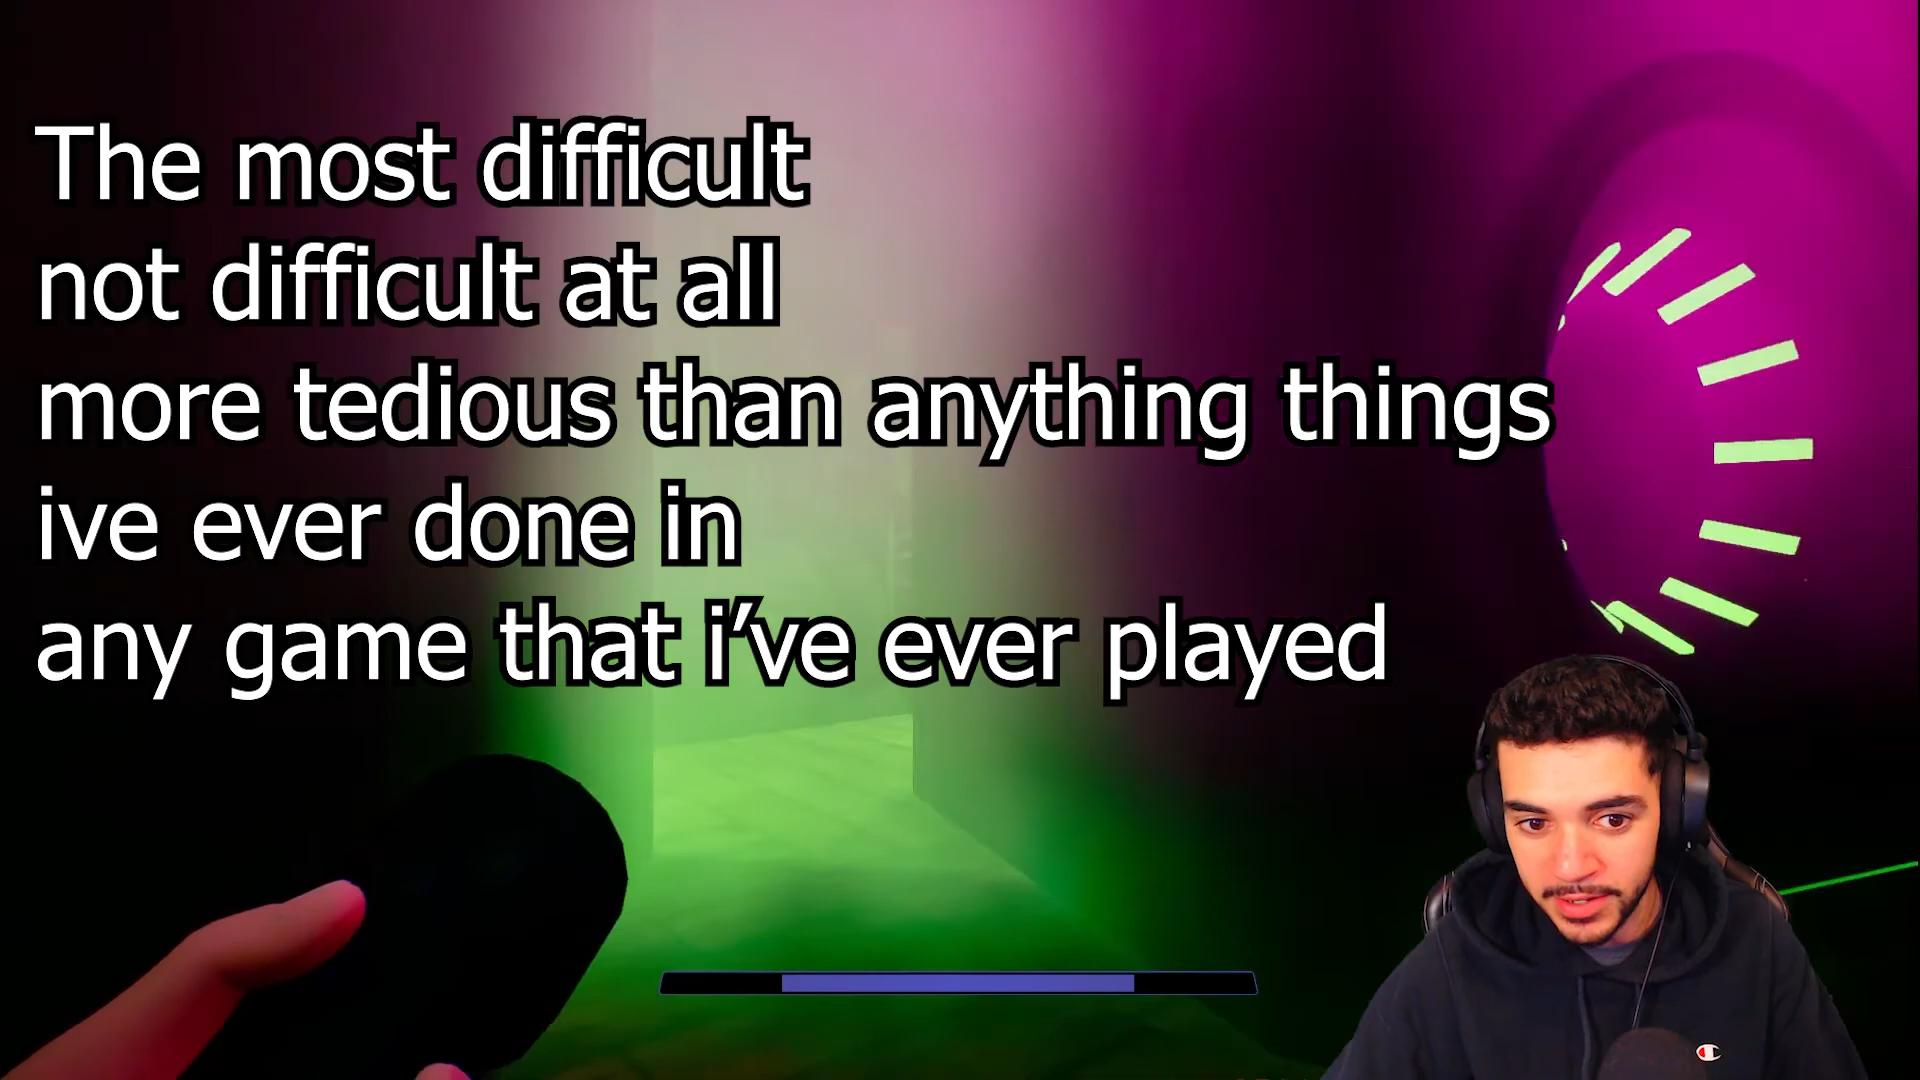 The most difficult
not difficult at all
more tedious than anything things
ive ever done in
any game that i’ve ever played